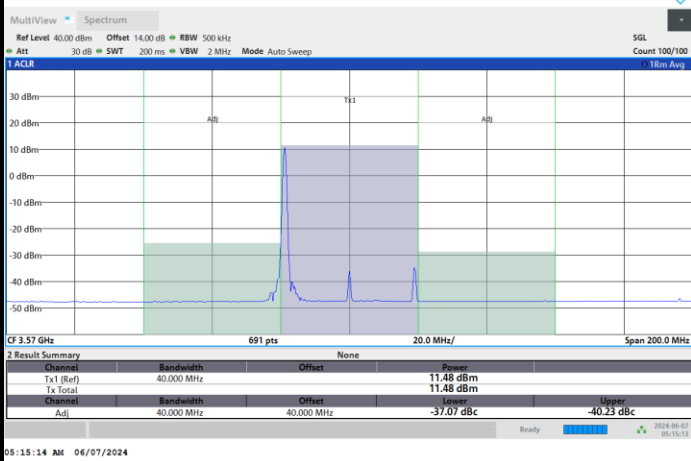 MultiView Spectrum
Ref Level 40.00 dBm Offset 14.00 dB RBW 500 kHz SGL
Att 30 dB SWT 200 ms VBW 2 MHz Mode Auto Sweep Count 100/100
1 ACLR 1Rm Avg
30 dBm
Tx1
20 dBm
Adj Adj
10 dBm
0 dBm
-10 dBm
-20 dBm
-30 dBm
-40 dBm
-50 dBm
CF 3.57 GHz 691 pts 20.0 MHz/ Span 200.0 MHz
2 Result Summary None
Channel Bandwidth Offset Power
Tx1 (Ref) 40.000 MHz 11.48 dBm
Tx Total 11.48 dBm
Channel Bandwidth Offset Lower Upper
Adj 40.000 MHz 40.000 MHz -37.07 dBc -40.23 dBc
Ready 2024-06-07
05:15:13
05:15:14 AM 06/07/2024